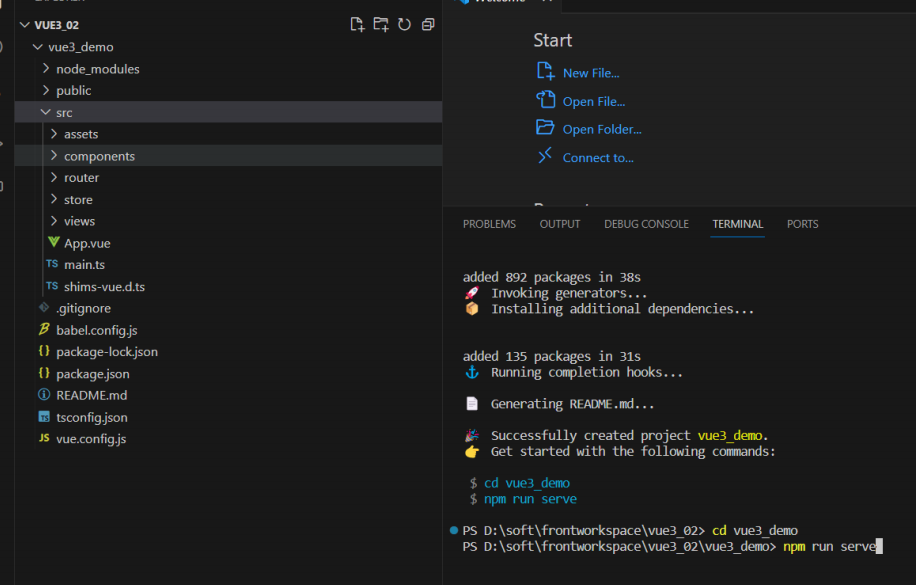 VUE3_02
vue3_demo
node_modules
public
src
assets
components
router
store
views
App.vue
TS main.ts
TS shims-vue.d.ts
.gitignore
babel.config.js
{} package-lock.json
{} package.json
README.md
TS tsconfig.json
JS vue.config.js
Welcome
Start
New File...
Open File...
Open Folder...
Connect to...
PROBLEMS OUTPUT DEBUG CONSOLE TERMINAL PORTS
added 892 packages in 38s
🚀 Invoking generators...
📦 Installing additional dependencies...
added 135 packages in 31s
⚓ Running completion hooks...
📄 Generating README.md...
🎉 Successfully created project vue3_demo.
👉 Get started with the following commands:
$ cd vue3_demo
$ npm run serve
PS D:\soft\frontworkspace\vue3_02> cd vue3_demo
PS D:\soft\frontworkspace\vue3_02\vue3_demo> npm run serve